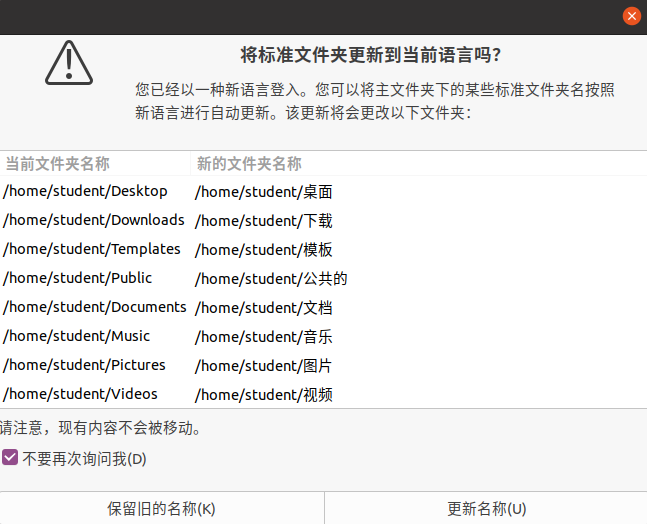 将标准文件夹更新到当前语言吗？
您已经以一种新语言登入。您可以将主文件夹下的某些标准文件夹名按照
新语言进行自动更新。该更新将会更改以下文件夹：
当前文件夹名称 新的文件夹名称
/home/student/Desktop /home/student/桌面
/home/student/Downloads /home/student/下载
/home/student/Templates /home/student/模板
/home/student/Public /home/student/公共的
/home/student/Documents /home/student/文档
/home/student/Music /home/student/音乐
/home/student/Pictures /home/student/图片
/home/student/Videos /home/student/视频
请注意，现有内容不会被移动。
不要再次询问我(D)
保留旧的名称(K) 更新名称(U)